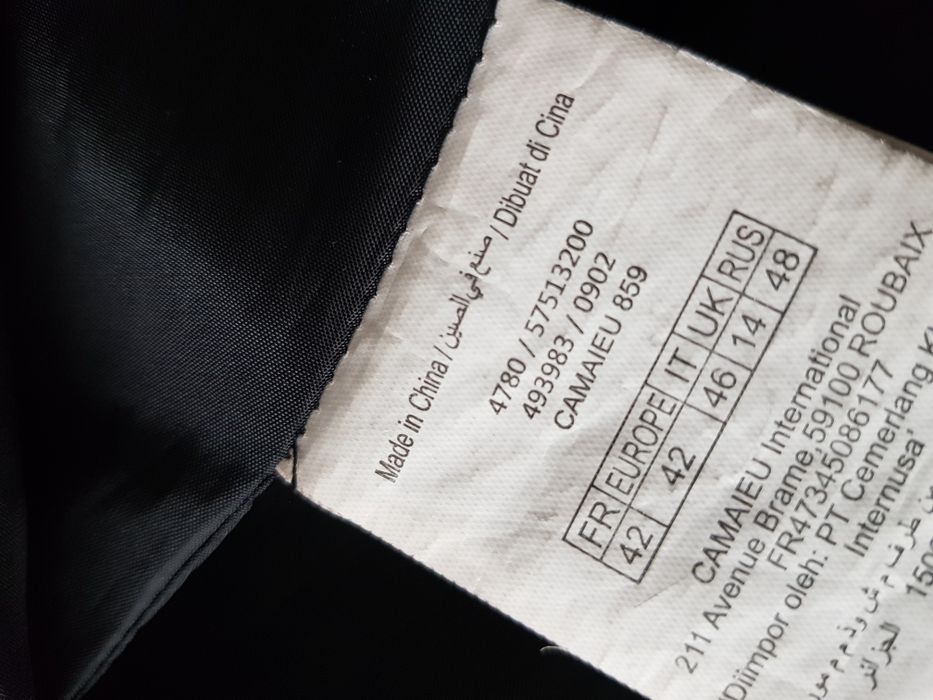 Made in China / صنع في الصين / Dibuat di Cina
4780 / 57513200
493983 / 0902
CAMAIEU 859
FR EUROPE IT UK RUS
42 42 46 14 48
CAMAIEU International
211 Avenue Brame, 59100 ROUBAIX
FR47345086177
Diimpor oleh: PT Cemerlang
Internusa